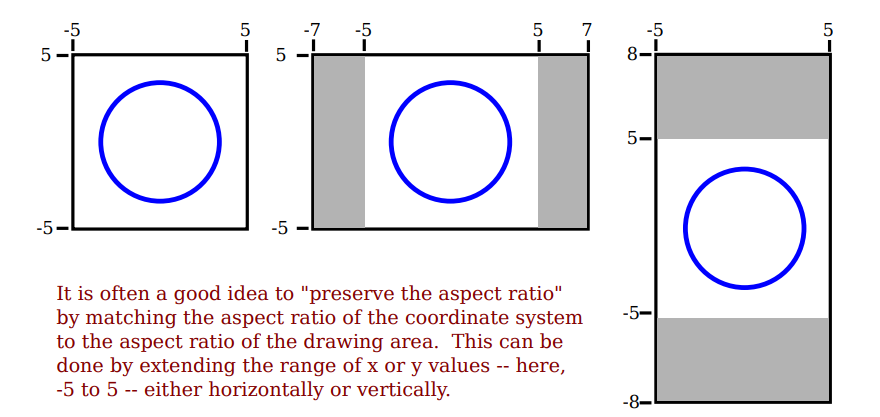 -5 5
5
-5
-7 -5 5 7
5
-5
-5 5
8
5
-5
-8
It is often a good idea to "preserve the aspect ratio"
by matching the aspect ratio of the coordinate system
to the aspect ratio of the drawing area.  This can be
done by extending the range of x or y values -- here,
-5 to 5 -- either horizontally or vertically.